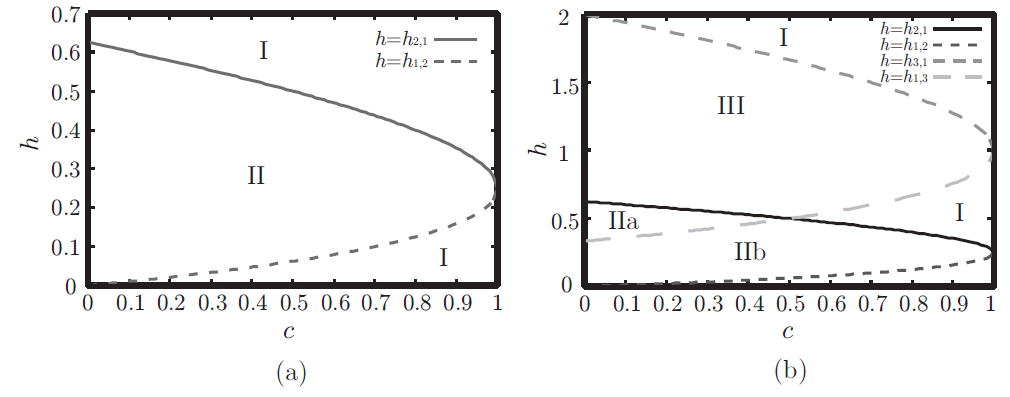 0.7
0.6
0.5
0.4
0.3
0.2
0.1
0
h
I
h=h2,1
h=h1,2
II
I
0 0.1 0.2 0.3 0.4 0.5 0.6 0.7 0.8 0.9 1
c
(a)
2
1.5
1
0.5
0
h
I
h=h2,1
h=h1,2
h=h3,1
h=h1,3
III
IIa
I
IIb
0 0.1 0.2 0.3 0.4 0.5 0.6 0.7 0.8 0.9 1
c
(b)